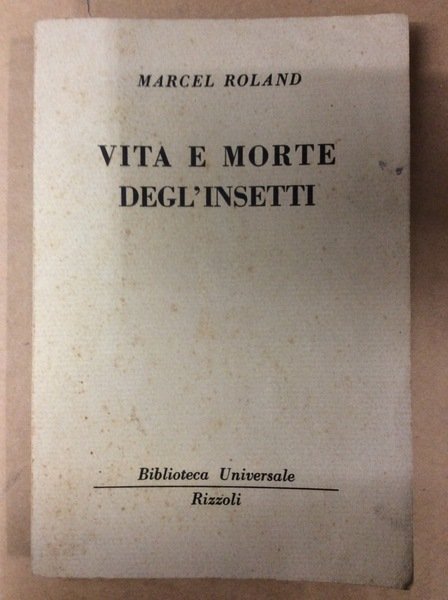 MARCEL ROLAND
VITA E MORTE
DEGL'INSETTI
Biblioteca Universale
Rizzoli